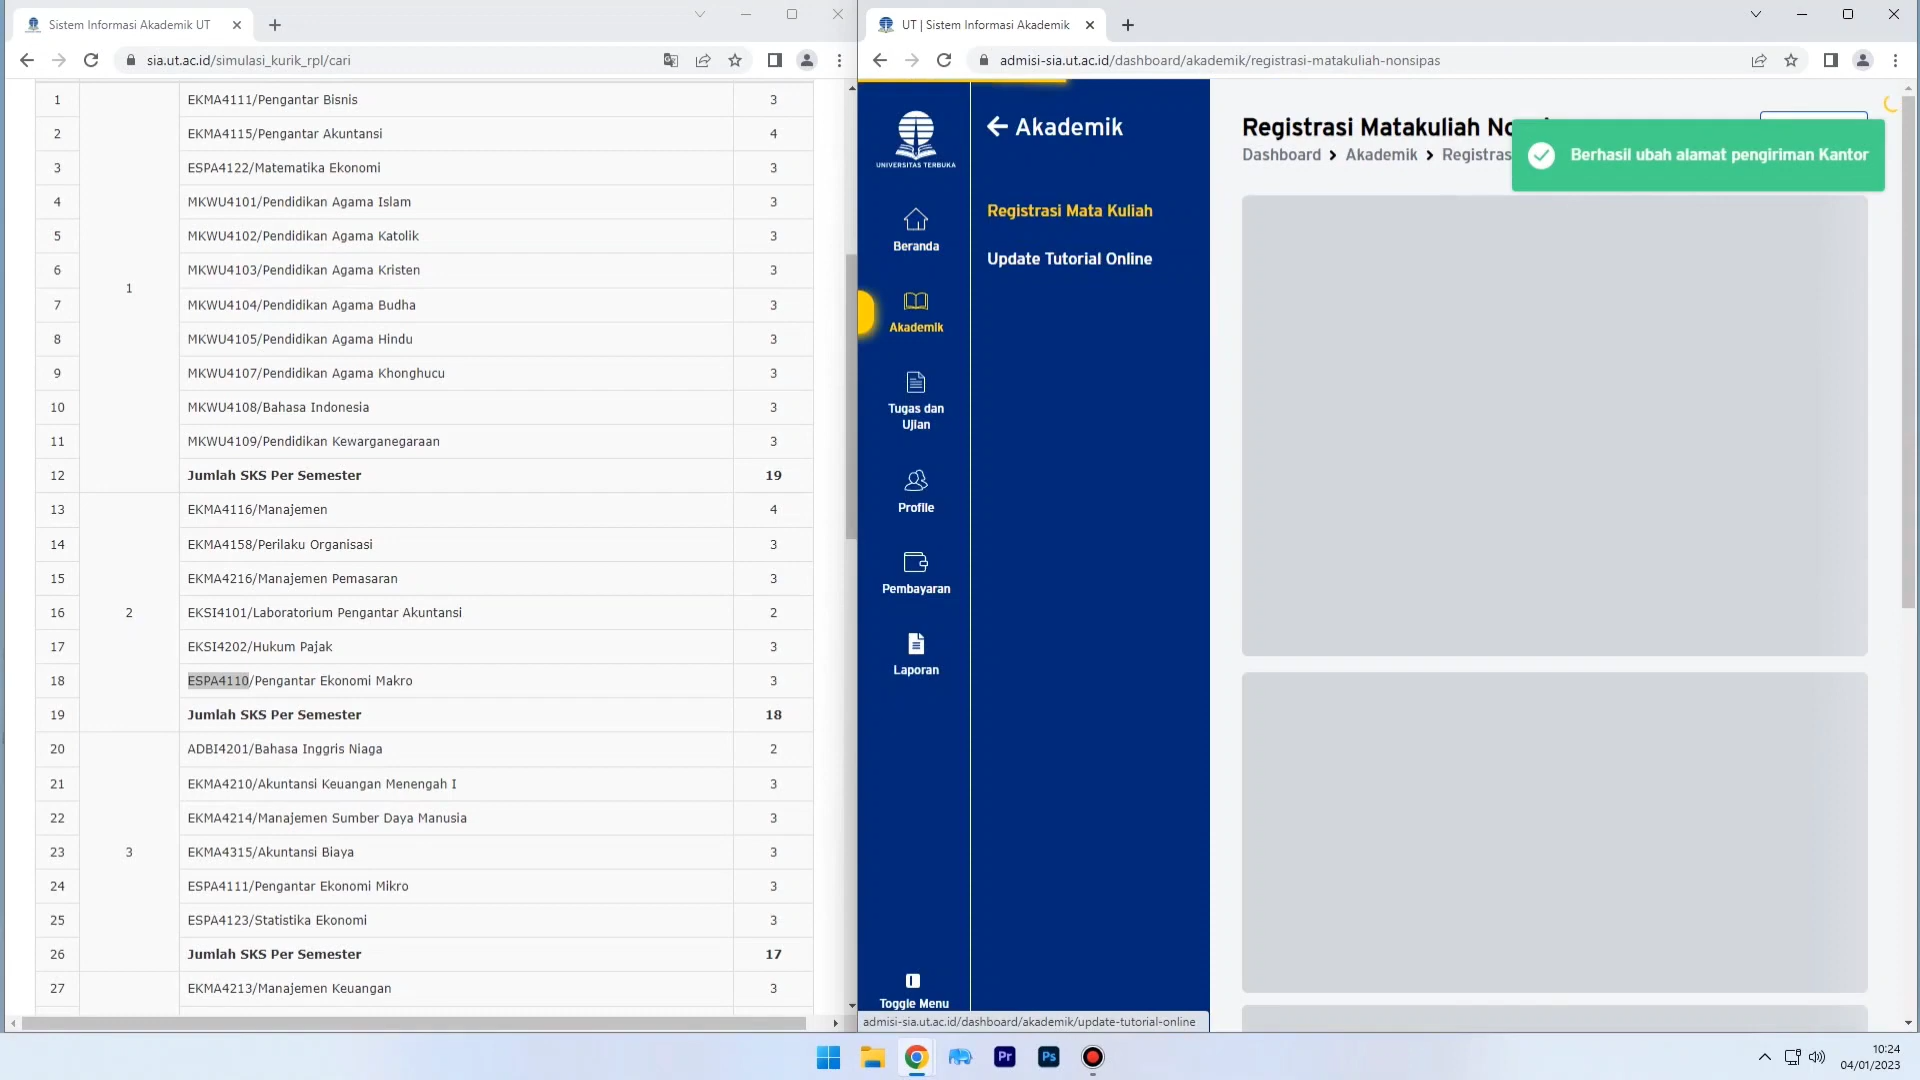 Sistem Informasi Akademik UT
sia.ut.ac.id/simulasi_kurik_rpl/cari
1 EKMA4111/Pengantar Bisnis 3
2 EKMA4115/Pengantar Akuntansi 4
3 ESPA4122/Matematika Ekonomi 3
4 MKWU4101/Pendidikan Agama Islam 3
5 MKWU4102/Pendidikan Agama Katolik 3
6 MKWU4103/Pendidikan Agama Kristen 3
1
7 MKWU4104/Pendidikan Agama Budha 3
8 MKWU4105/Pendidikan Agama Hindu 3
9 MKWU4107/Pendidikan Agama Khonghucu 3
10 MKWU4108/Bahasa Indonesia 3
11 MKWU4109/Pendidikan Kewarganegaraan 3
12 Jumlah SKS Per Semester 19
13 EKMA4116/Manajemen 4
14 EKMA4158/Perilaku Organisasi 3
15 EKMA4216/Manajemen Pemasaran 3
16 2 EKSI4101/Laboratorium Pengantar Akuntansi 2
17 EKSI4202/Hukum Pajak 3
18 ESPA4110/Pengantar Ekonomi Makro 3
19 Jumlah SKS Per Semester 18
20 ADBI4201/Bahasa Inggris Niaga 2
21 EKMA4210/Akuntansi Keuangan Menengah I 3
22 EKMA4214/Manajemen Sumber Daya Manusia 3
23 3 EKMA4315/Akuntansi Biaya 3
24 ESPA4111/Pengantar Ekonomi Mikro 3
25 ESPA4123/Statistika Ekonomi 3
26 Jumlah SKS Per Semester 17
27 EKMA4213/Manajemen Keuangan 3
UT | Sistem Informasi Akademik
admisi-sia.ut.ac.id/dashboard/akademik/registrasi-matakuliah-nonsipas
UNIVERSITAS TERBUKA
Beranda
Akademik
Tugas dan
Ujian
Profile
Pembayaran
Laporan
Toggle Menu
Akademik
Registrasi Mata Kuliah
Update Tutorial Online
Registrasi Matakuliah
Dashboard > Akademik >
Berhasil ubah alamat pengiriman Kantor
admisi-sia.ut.ac.id/dashboard/akademik/update-tutorial-online
Pr
Ps
10:24
04/01/2023